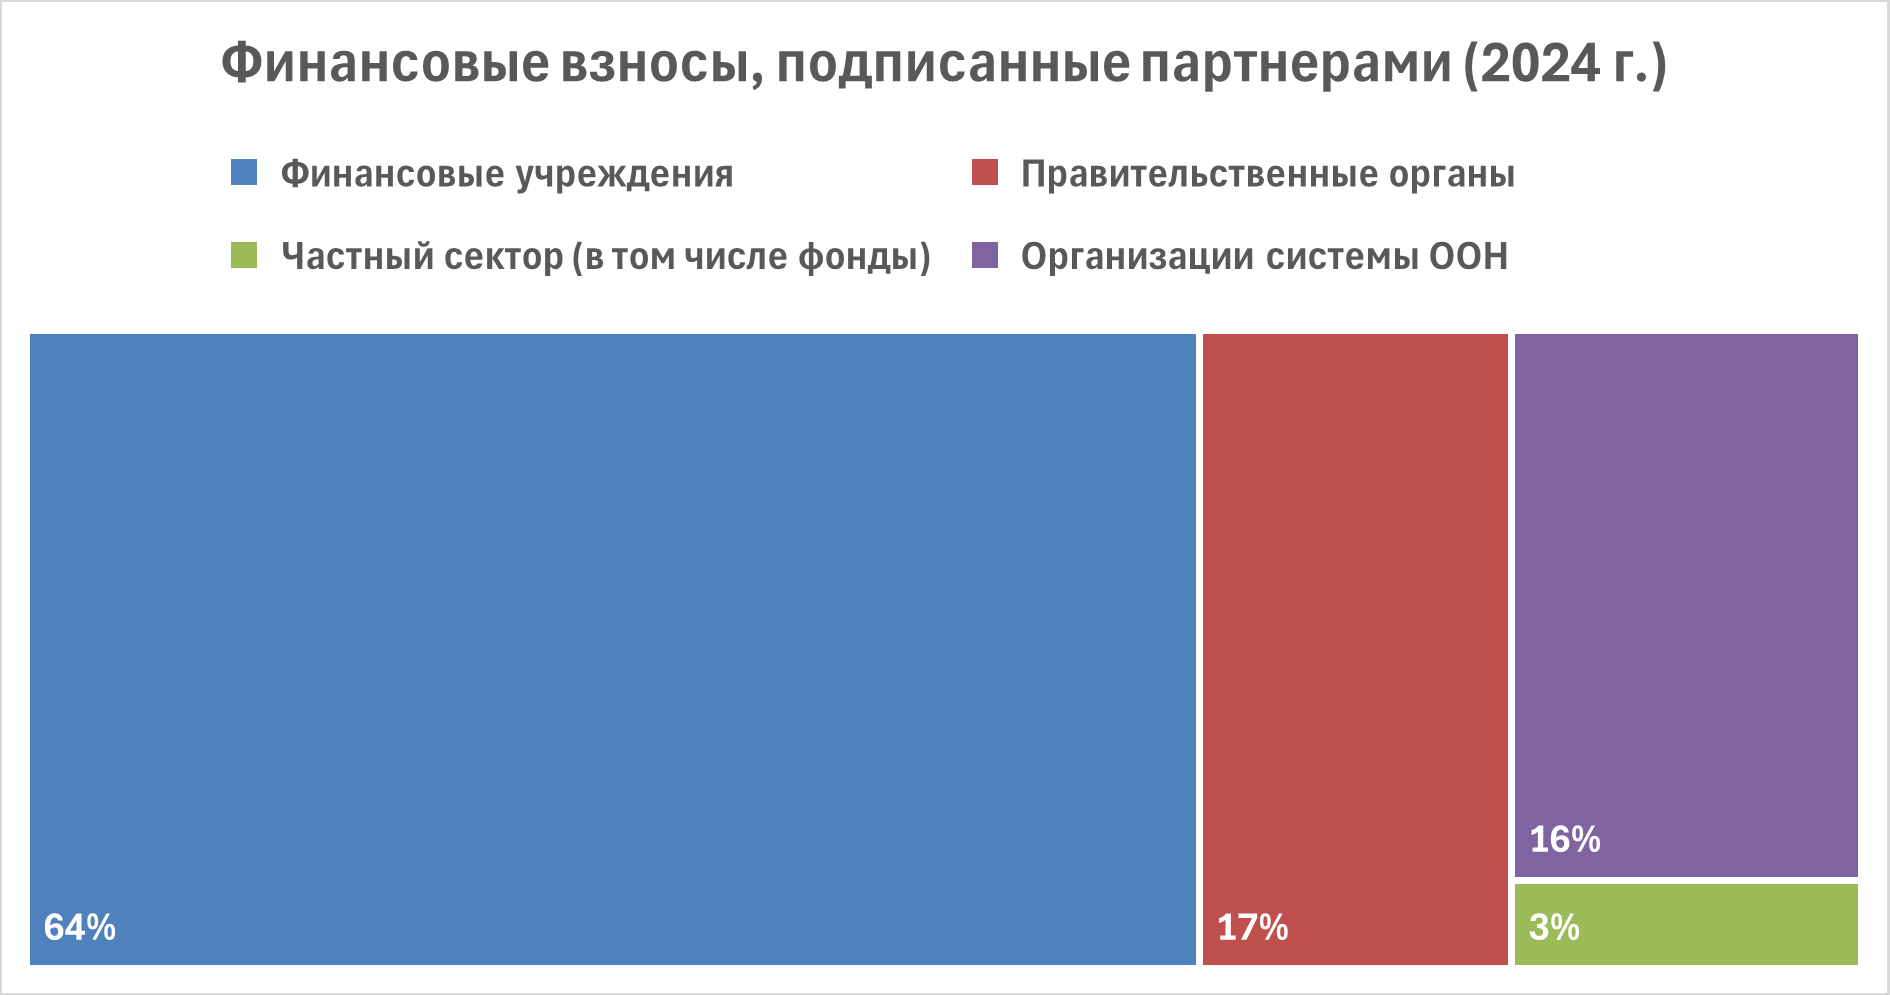 Финансовые взносы, подписанные партнерами (2024 г.)
Финансовые учреждения
Правительственные органы
Частный сектор (в том числе фонды)
Организации системы ООН
64%
17%
16%
3%